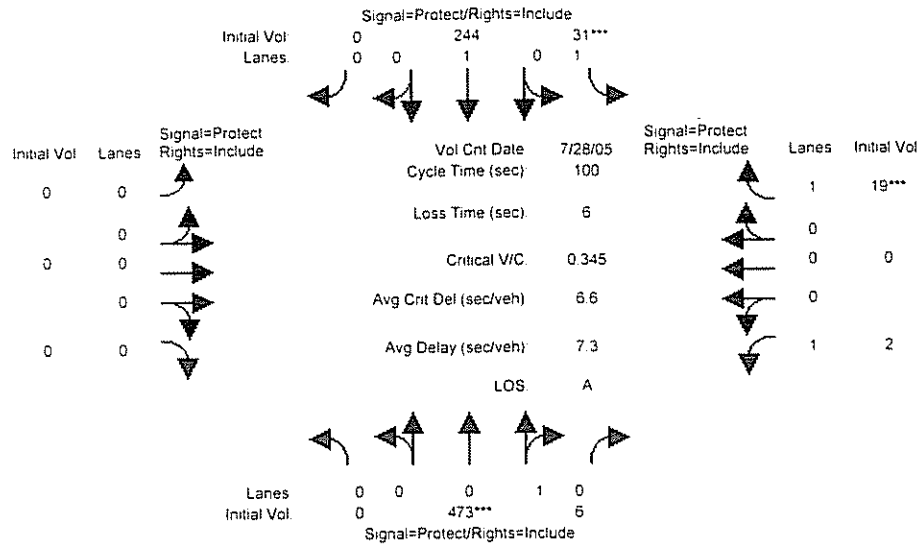 Signal=Protect/Rights=Include
Initial Vol 0 244 31***
Lanes. 0 0 1 0 1
Signal=Protect
Initial Vol Lanes Rights=Include
0 0
0
0 0
0
0 0
Vol Cnt Date 7/28/05
Cycle Time (sec) 100
Loss Time (sec) 6
Critical V/C. 0.345
Avg Crit Del (sec/veh) 6.6
Avg Delay (sec/veh) 7.3
LOS. A
Signal=Protect
Rights=Include Lanes Initial Vol
1 19***
0
0 0
0
1 2
Lanes 0 0 0 1 0
Initial Vol. 0 473*** 6
Signal=Protect/Rights=Include